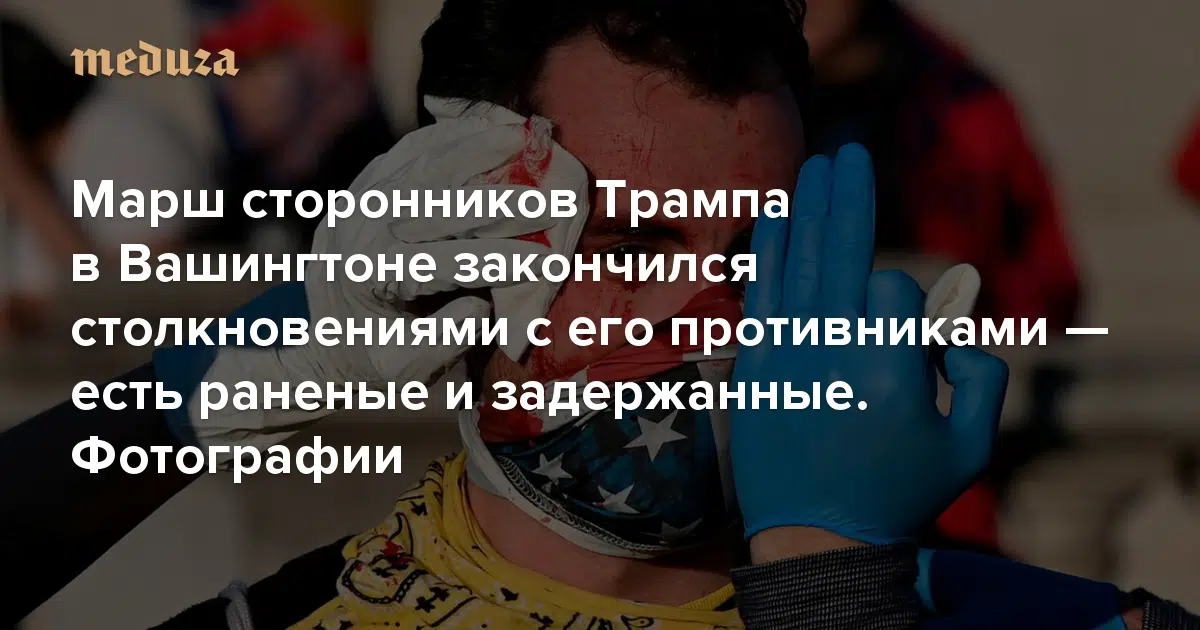 meduza
Марш сторонников Трампа
в Вашингтоне закончился
столкновениями с его противниками —
есть раненые и задержанные.
Фотографии